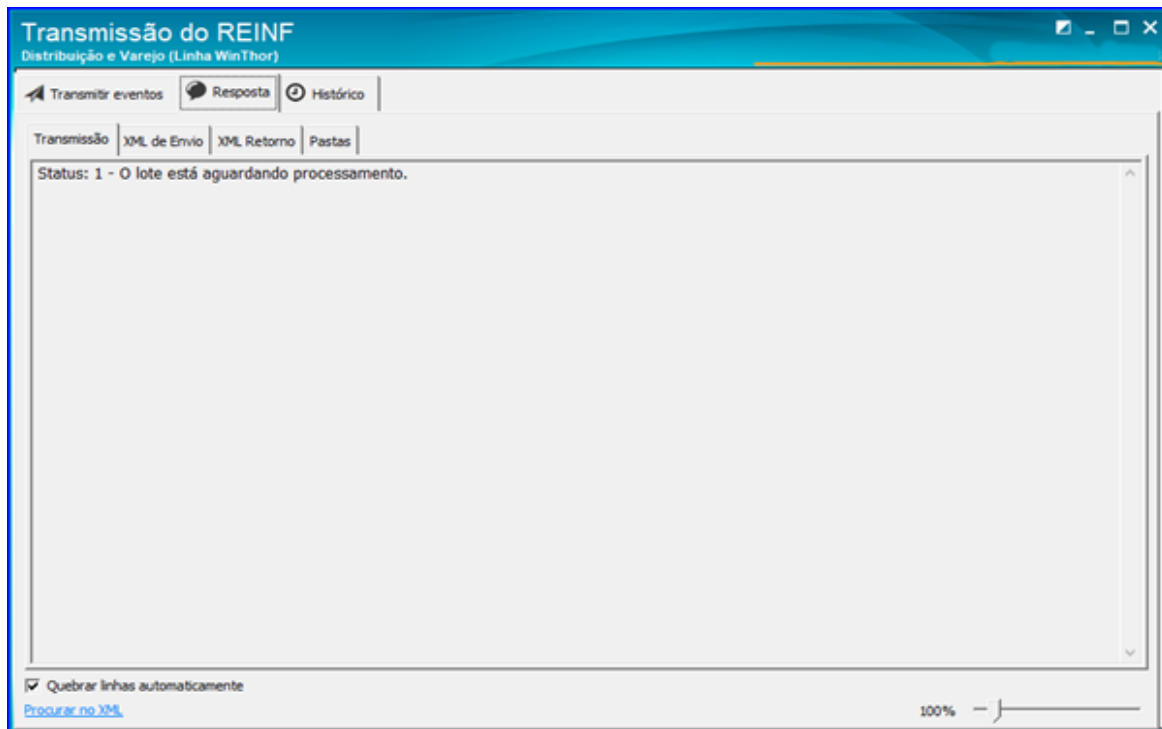 Transmissão do REINF
Distribuição e Varejo (Linha WinThor)
Transmitir eventos Resposta Histórico
Transmissão XML de Envio XML Retorno Pastas
Status: 1 - O lote está aguardando processamento.
Quebrar linhas automaticamente
Procurar no XML 100%